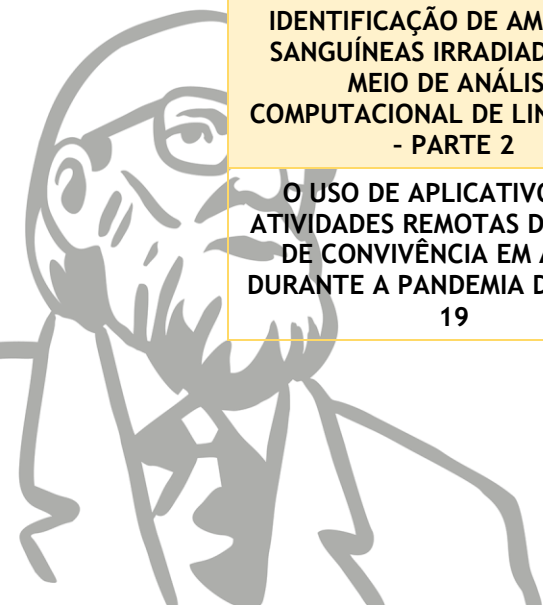 IDENTIFICAÇÃO DE AM
SANGUÍNEAS IRRADIAD
MEIO DE ANÁLIS
COMPUTACIONAL DE LIN
– PARTE 2
O USO DE APLICATIVO
ATIVIDADES REMOTAS D
DE CONVIVÊNCIA EM A
DURANTE A PANDEMIA D
19